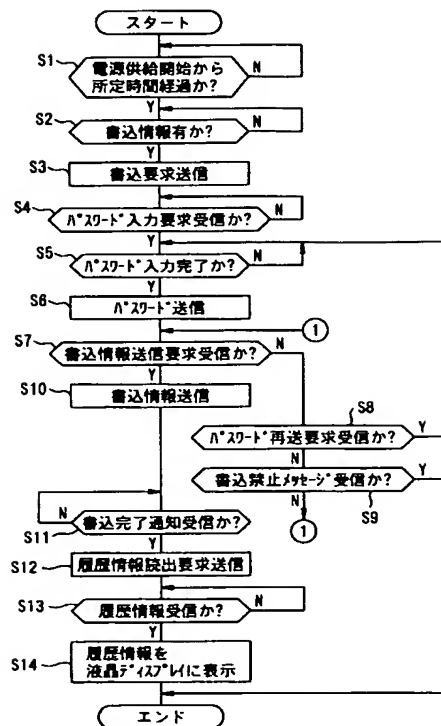 スタート
S1
電源供給開始から
所定時間経過か?
N
Y
S2
書込情報有か?
N
Y
S3
書込要求送信
S4
パスワード入力要求受信か?
N
Y
S5
パスワード入力完了か?
N
Y
S6
パスワード送信
1
S7
書込情報送信要求受信か?
N
Y
S10
書込情報送信
S8
パスワード再送要求受信か?
Y
N
書込禁止メッセージ受信か?
Y
S9
N
1
N
書込完了通知受信か?
S11
Y
S12
履歴情報読出要求送信
S13
履歴情報受信か?
N
Y
S14
履歴情報を
液晶ディスプレイに表示
エンド